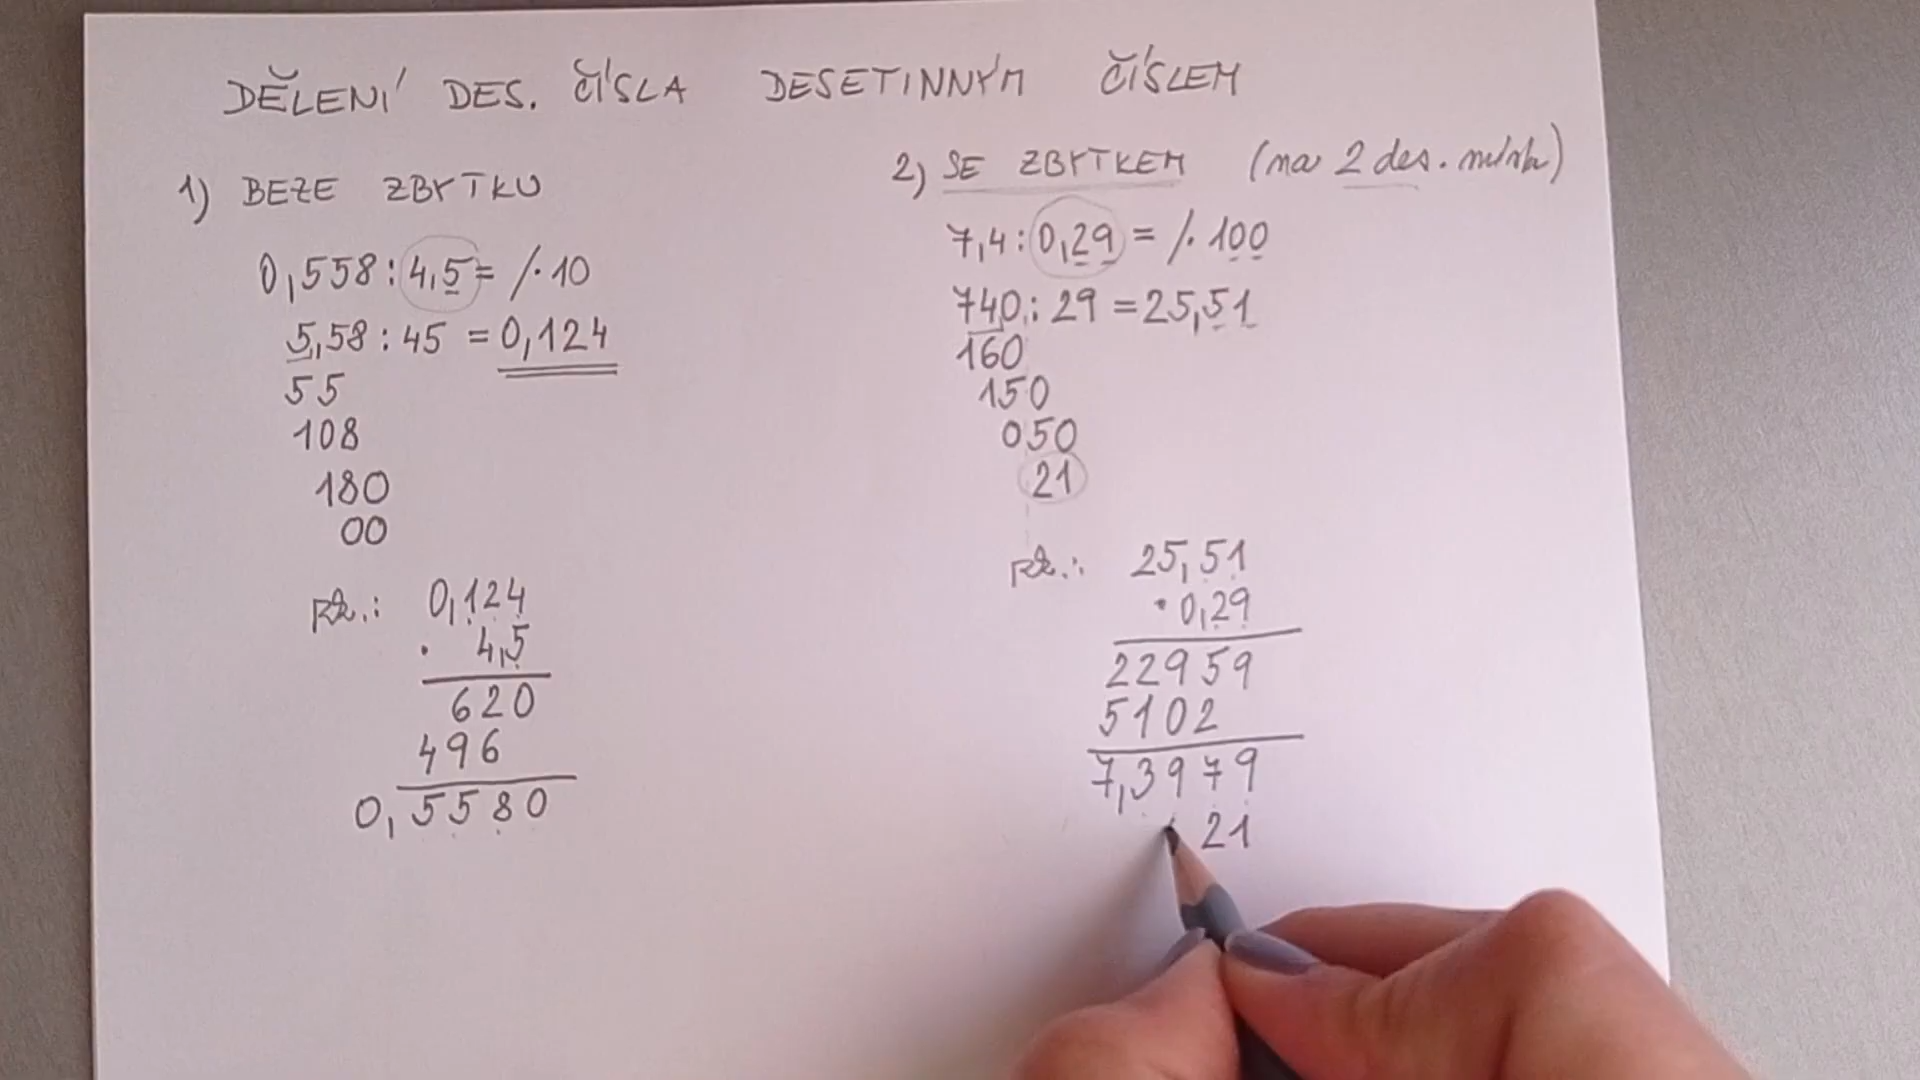 DĚLENÍ DES. ČÍSLA DESETINNÝM ČÍSLEM
1) BEZE ZBYTKU
0,558 : 4,5 = /· 10
5,58 : 45 = 0,124
55
108
180
00
Zk.: 0,124
· 4,5
620
496
0,5580
2) SE ZBYTKEM (na 2 des. místa)
7,4 : 0,29 = /· 100
740 : 29 = 25,51
160
150
050
21
Zk.: 25,51
· 0,29
22959
5102
7,3979
21